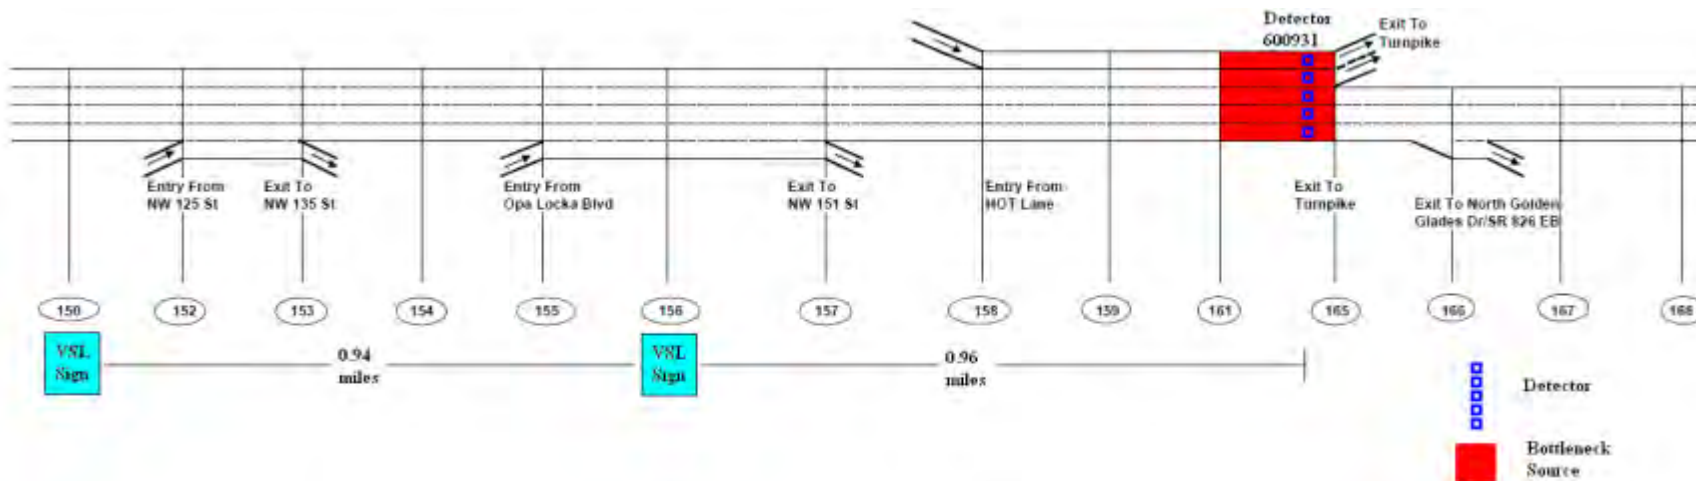 Detector
600931
Exit To
Turnpike
Entry From
NW 125 St
Exit To
NW 135 St
Entry From
Opa Locka Blvd
Exit To
NW 151 St
Entry From
HOT Lane
Exit To
Turnpike
Exit To North Golden
Glades Dr/SR 826 EB
150
152
153
154
155
156
157
158
159
161
165
166
167
168
VSL
Sign
0.94
miles
VSL
Sign
0.96
miles
Detector
Bottleneck
Source